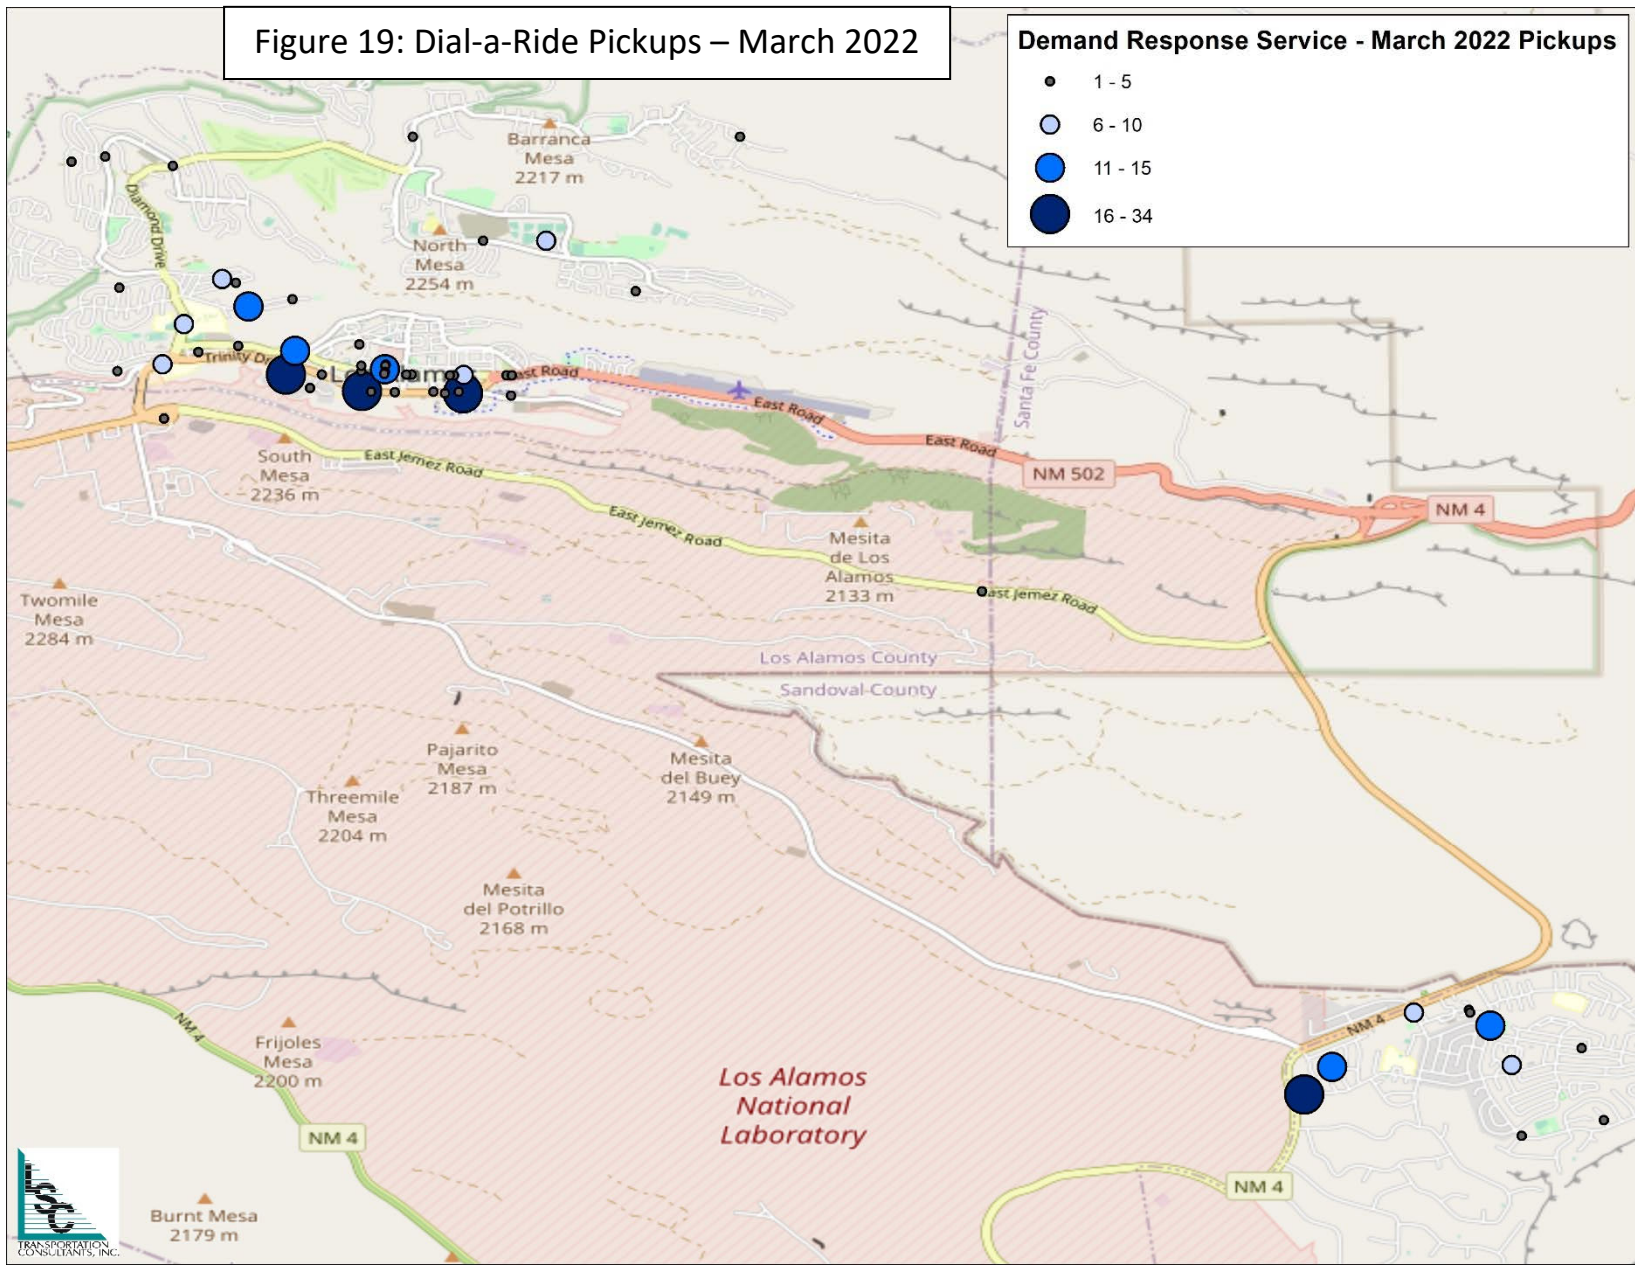 Figure 19: Dial-a-Ride Pickups – March 2022
Demand Response Service - March 2022 Pickups
1 - 5
6 - 10
11 - 15
16 - 34
Barranca
Mesa
2217 m
Diamond Drive
North
Mesa
2254 m
Santa Fe County
Trinity
East Road
East Road
East Road
NM 502
NM 4
South
Mesa
2236 m
East Jemez Road
East Jemez Road
Mesita
de Los
Alamos
2133 m
East Jemez Road
Twomile
Mesa
2284 m
Los Alamos County
Sandoval County
Pajarito
Mesa
2187 m
Mesita
del Buey
2149 m
Threemile
Mesa
2204 m
Mesita
del Potrillo
2168 m
NM 4
NM 4
Frijoles
Mesa
2200 m
Los Alamos
National
Laboratory
NM 4
NM 4
Burnt Mesa
2179 m
LSC
TRANSPORTATION
CONSULTANTS, INC.